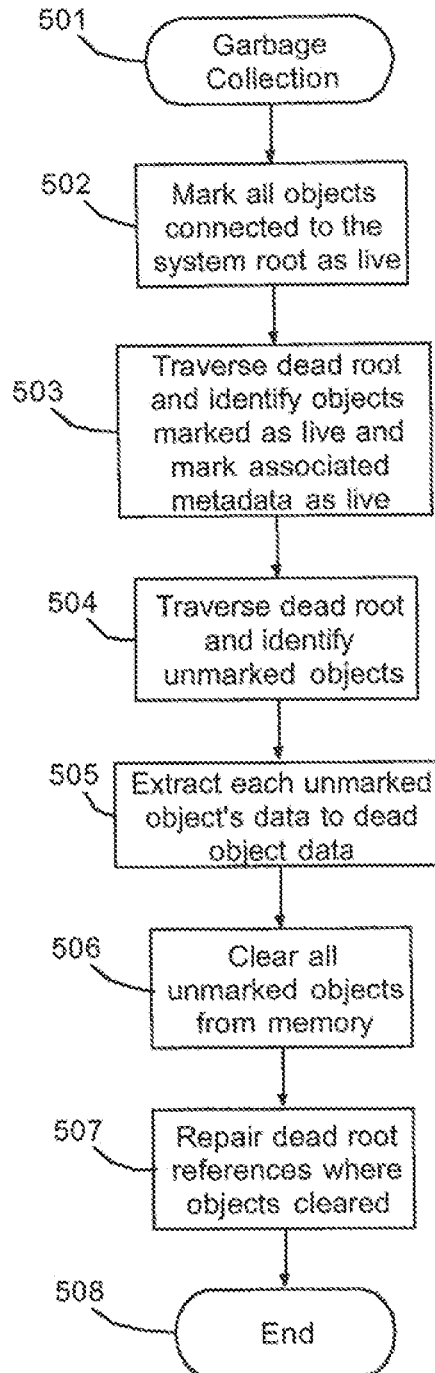 501
Garbage
Collection
502
Mark all objects
connected to the
system root as live
503
Traverse dead root
and identify objects
marked as live and
mark associated
metadata as live
504
Traverse dead root
and identify
unmarked objects
505
Extract each unmarked
object's data to dead
object data
506
Clear all
unmarked objects
from memory
507
Repair dead root
references where
objects cleared
508
End